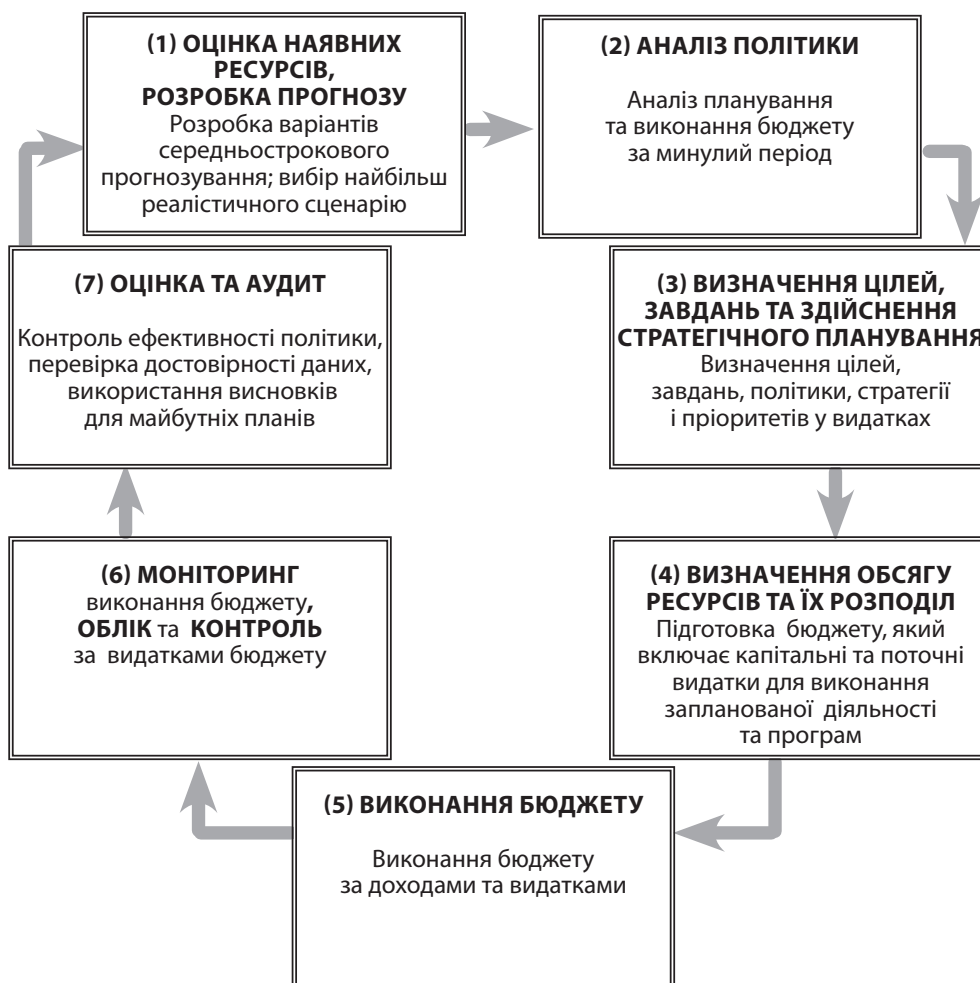 (1) ОЦІНКА НАЯВНИХ
РЕСУРСІВ,
РОЗРОБКА ПРОГНОЗУ
Розробка варіантів
середньострокового
прогнозування; вибір найбільш
реалістичного сценарію
(2) АНАЛІЗ ПОЛІТИКИ
Аналіз планування
та виконання бюджету
за минулий період
(3) ВИЗНАЧЕННЯ ЦІЛЕЙ,
ЗАВДАНЬ ТА ЗДІЙСНЕННЯ
СТРАТЕГІЧНОГО ПЛАНУВАННЯ
Визначення цілей,
завдань, політики, стратегії
і пріоритетів у видатках
(4) ВИЗНАЧЕННЯ ОБСЯГУ
РЕСУРСІВ ТА ЇХ РОЗПОДІЛ
Підготовка бюджету, який
включає капітальні та поточні
видатки для виконання
запланованої діяльності
та програм
(5) ВИКОНАННЯ БЮДЖЕТУ
Виконання бюджету
за доходами та видатками
(6) МОНІТОРИНГ
виконання бюджету,
ОБЛІК та КОНТРОЛЬ
за видатками бюджету
(7) ОЦІНКА ТА АУДИТ
Контроль ефективності політики,
перевірка достовірності даних,
використання висновків
для майбутніх планів